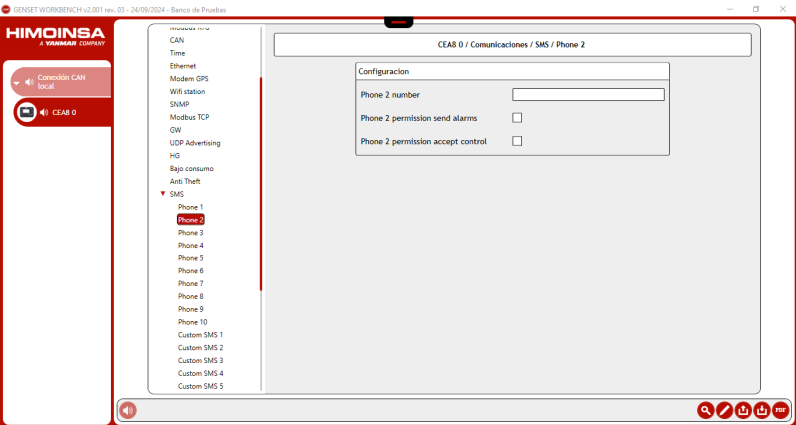 GENSET WORKBENCH v2.001 rev. 03 - 24/09/2024 - Banco de Pruebas
HIMOINSA
A YANMAR COMPANY
Conexión CAN
local
CEA8 0
Modbus RTU
CAN
Time
Ethernet
Modem GPS
Wifi station
SNMP
Modbus TCP
GW
UDP Advertising
HG
Bajo consumo
Anti Theft
SMS
Phone 1
Phone 2
Phone 3
Phone 4
Phone 5
Phone 6
Phone 7
Phone 8
Phone 9
Phone 10
Custom SMS 1
Custom SMS 2
Custom SMS 3
Custom SMS 4
Custom SMS 5
CEA8 0 / Comunicaciones / SMS / Phone 2
Configuracion
Phone 2 number
Phone 2 permission send alarms
Phone 2 permission accept control
PDF